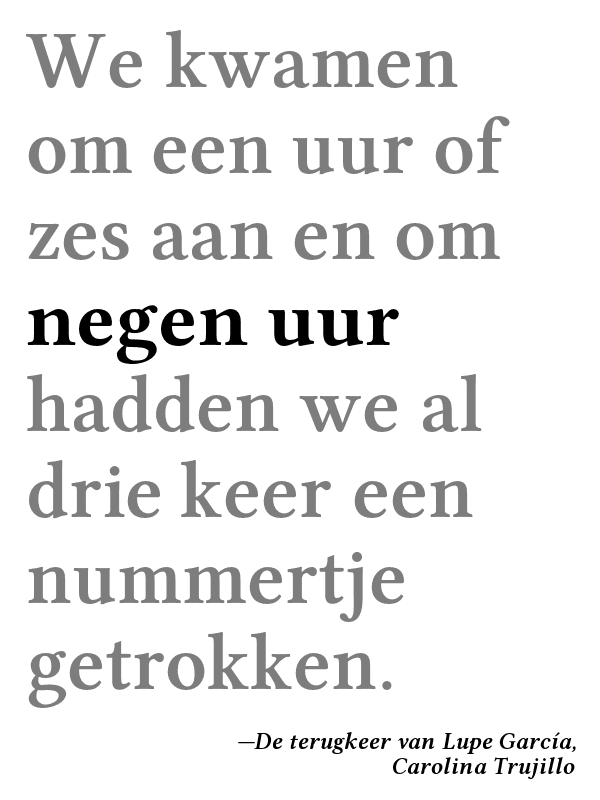 We kwamen
om een uur of
zes aan en om
negen uur
hadden we al
drie keer een
nummertje
getrokken.
—De terugkeer van Lupe García,
Carolina Trujillo